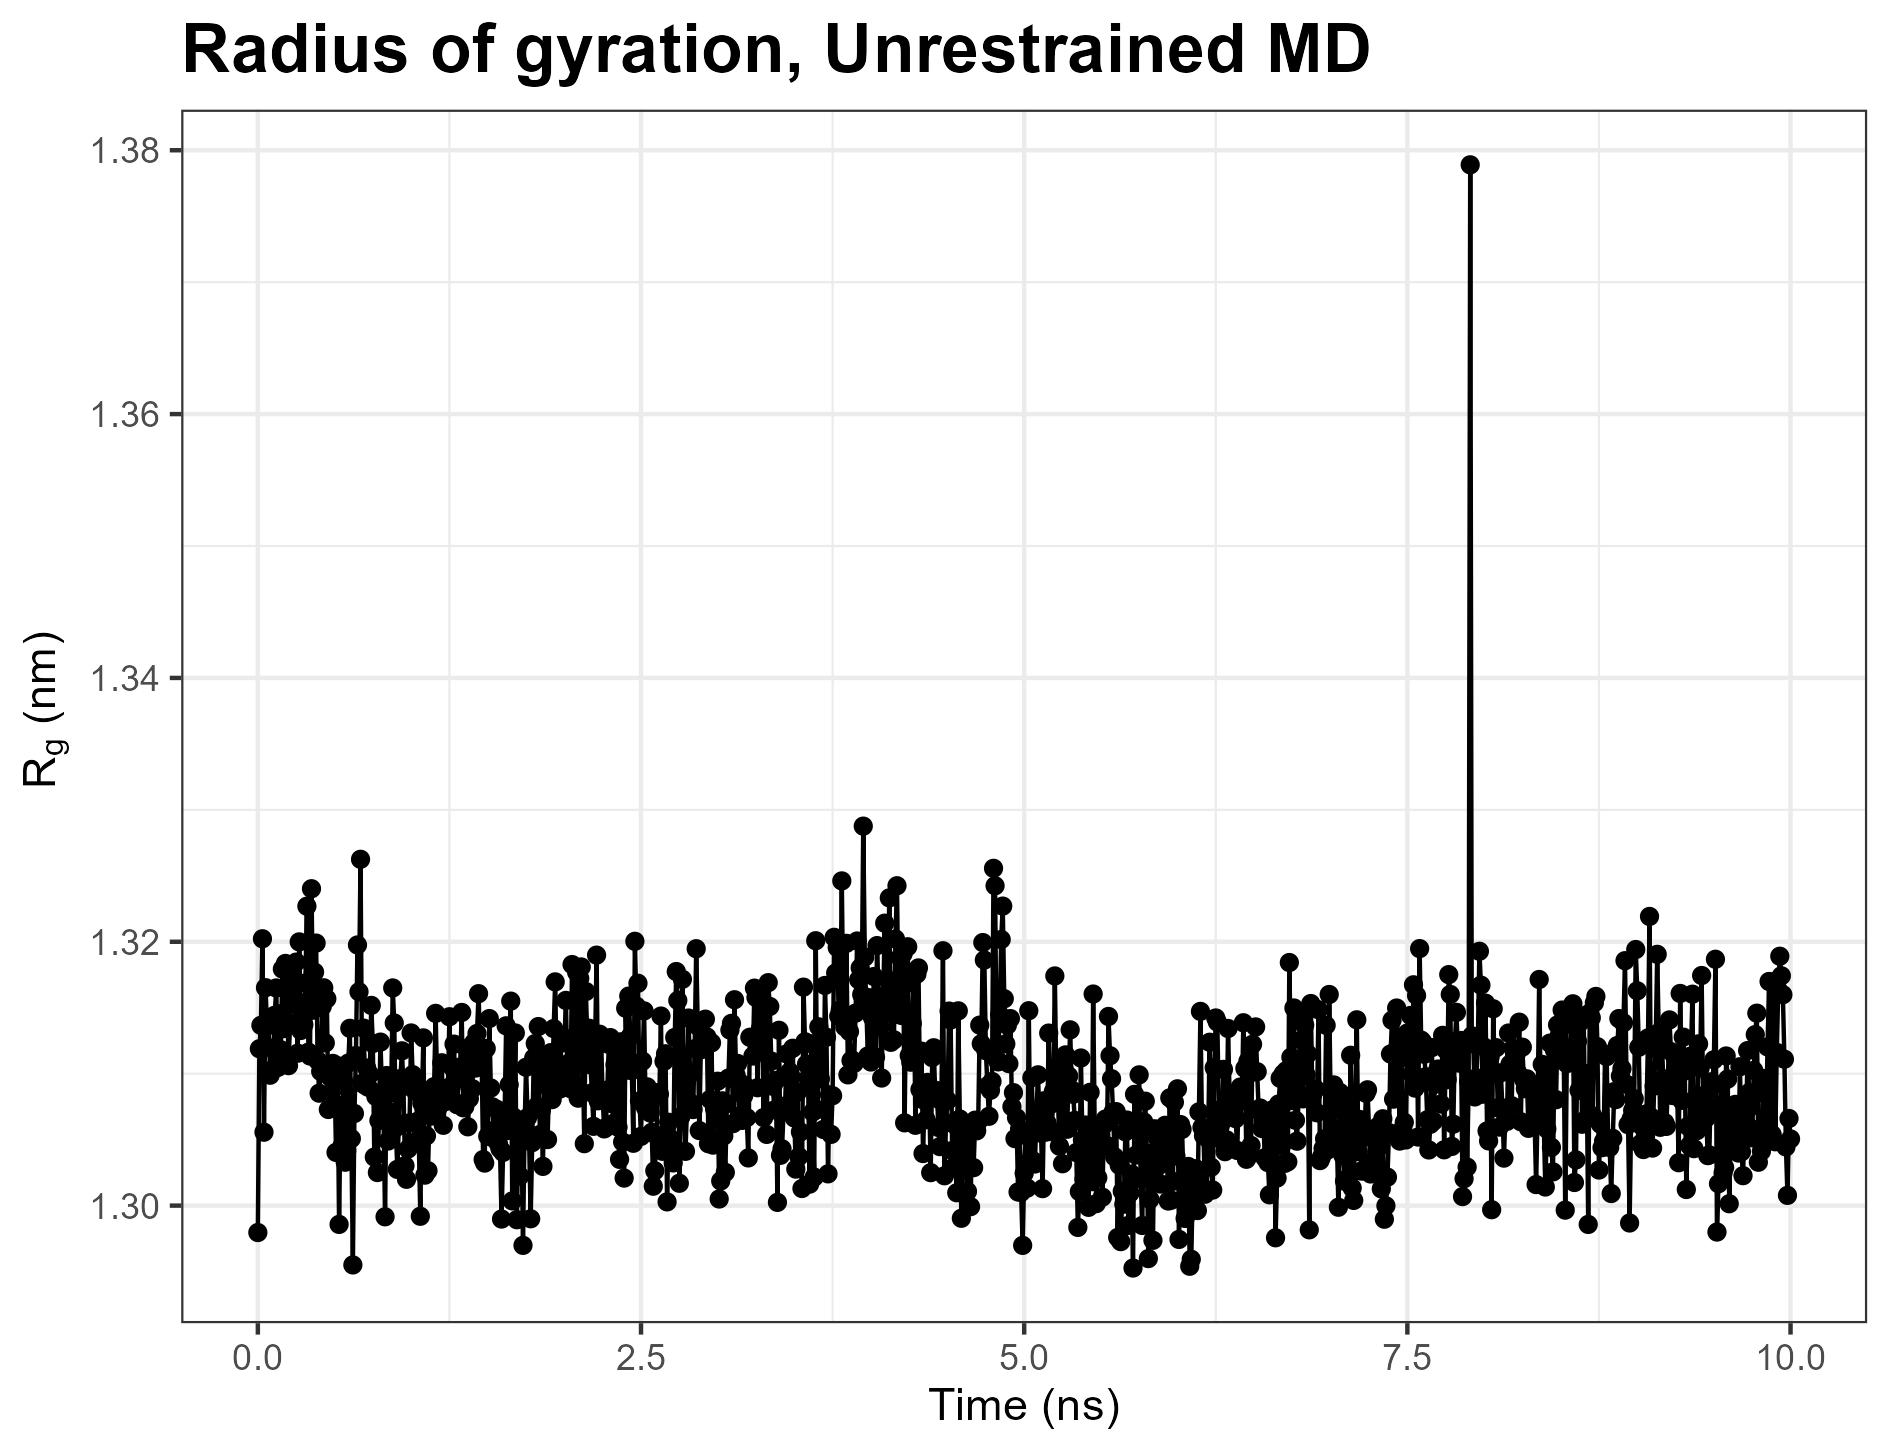 Radius of gyration, Unrestrained MD
1.38
1.36
1.34
1.32
1.30
Rg (nm)
0.0 2.5 5.0 7.5 10.0
Time (ns)